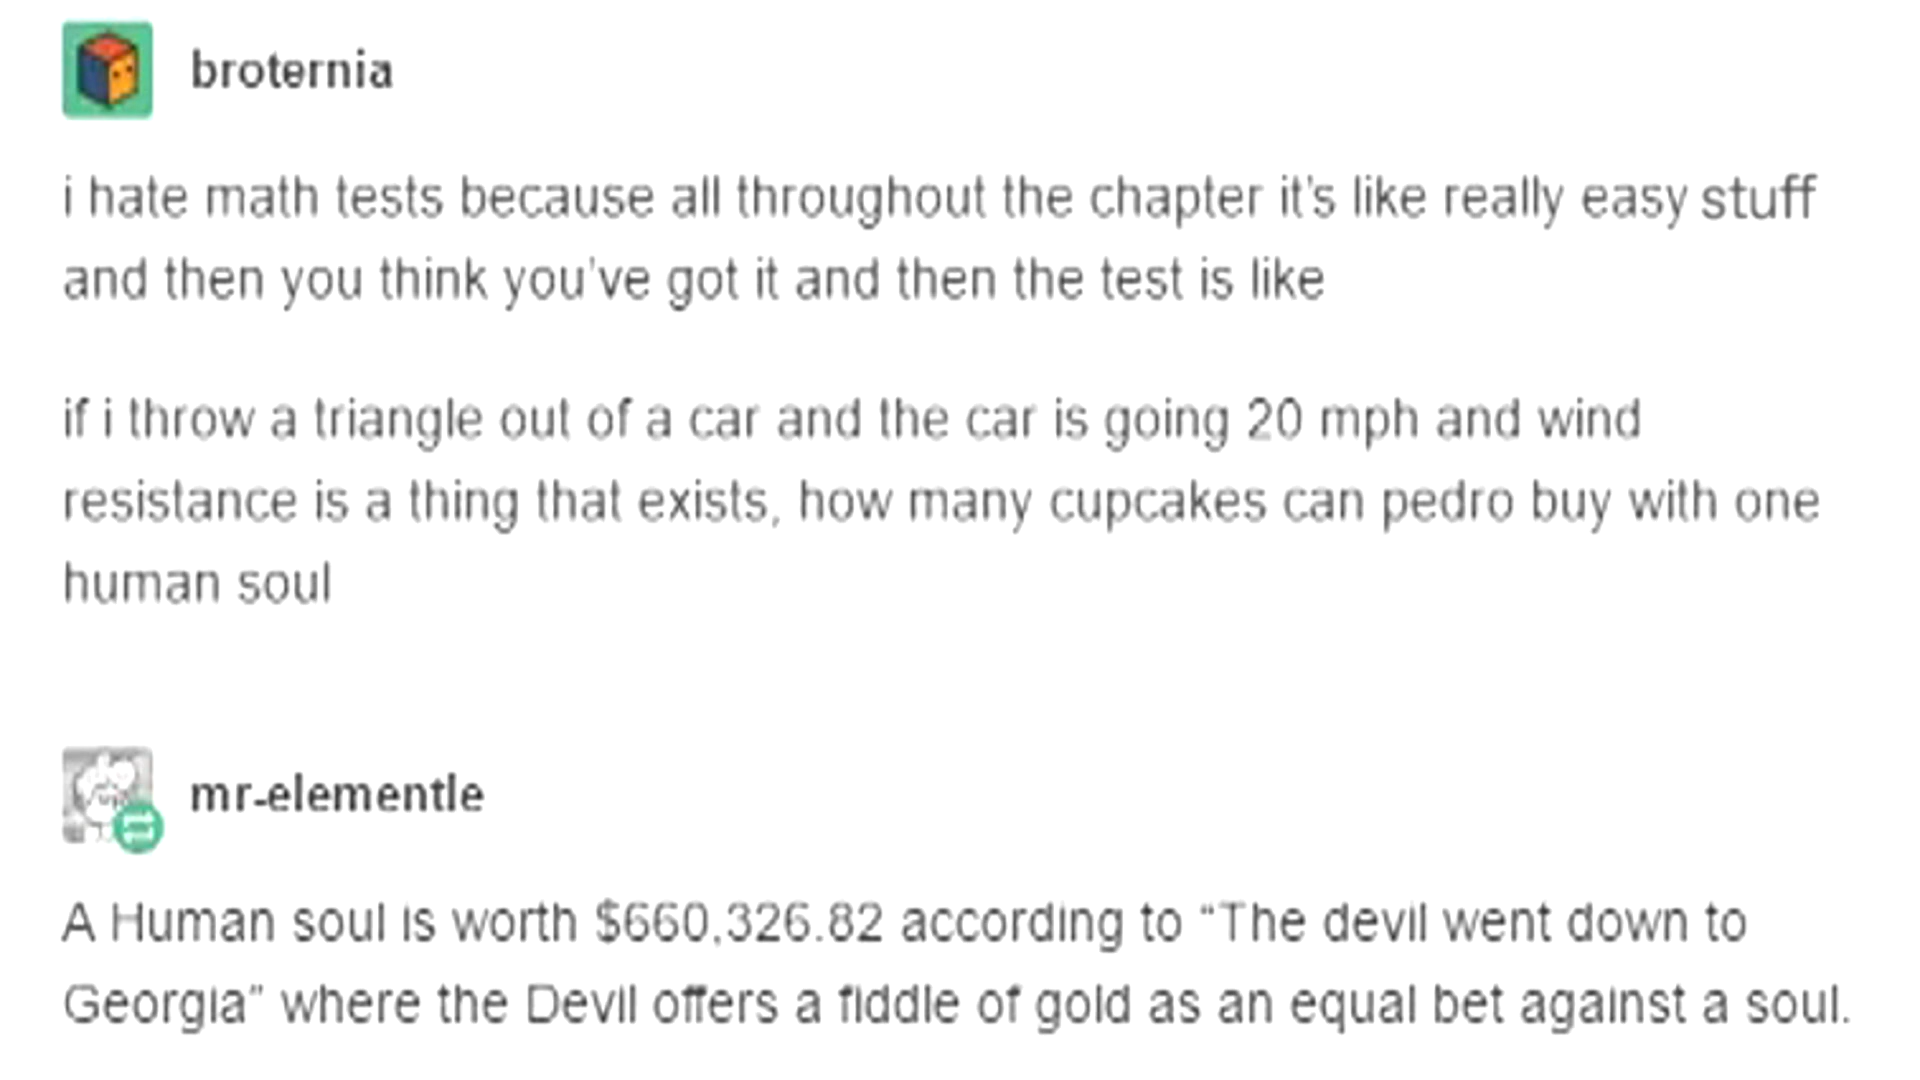 broternia
i hate math tests because all throughout the chapter it's like really easy stuff
and then you think you've got it and then the test is like
if i throw a triangle out of a car and the car is going 20 mph and wind
resistance is a thing that exists, how many cupcakes can pedro buy with one
human soul
mr-elementle
A Human soul is worth $660,326.82 according to “The devil went down to
Georgia” where the Devil offers a fiddle of gold as an equal bet against a soul.